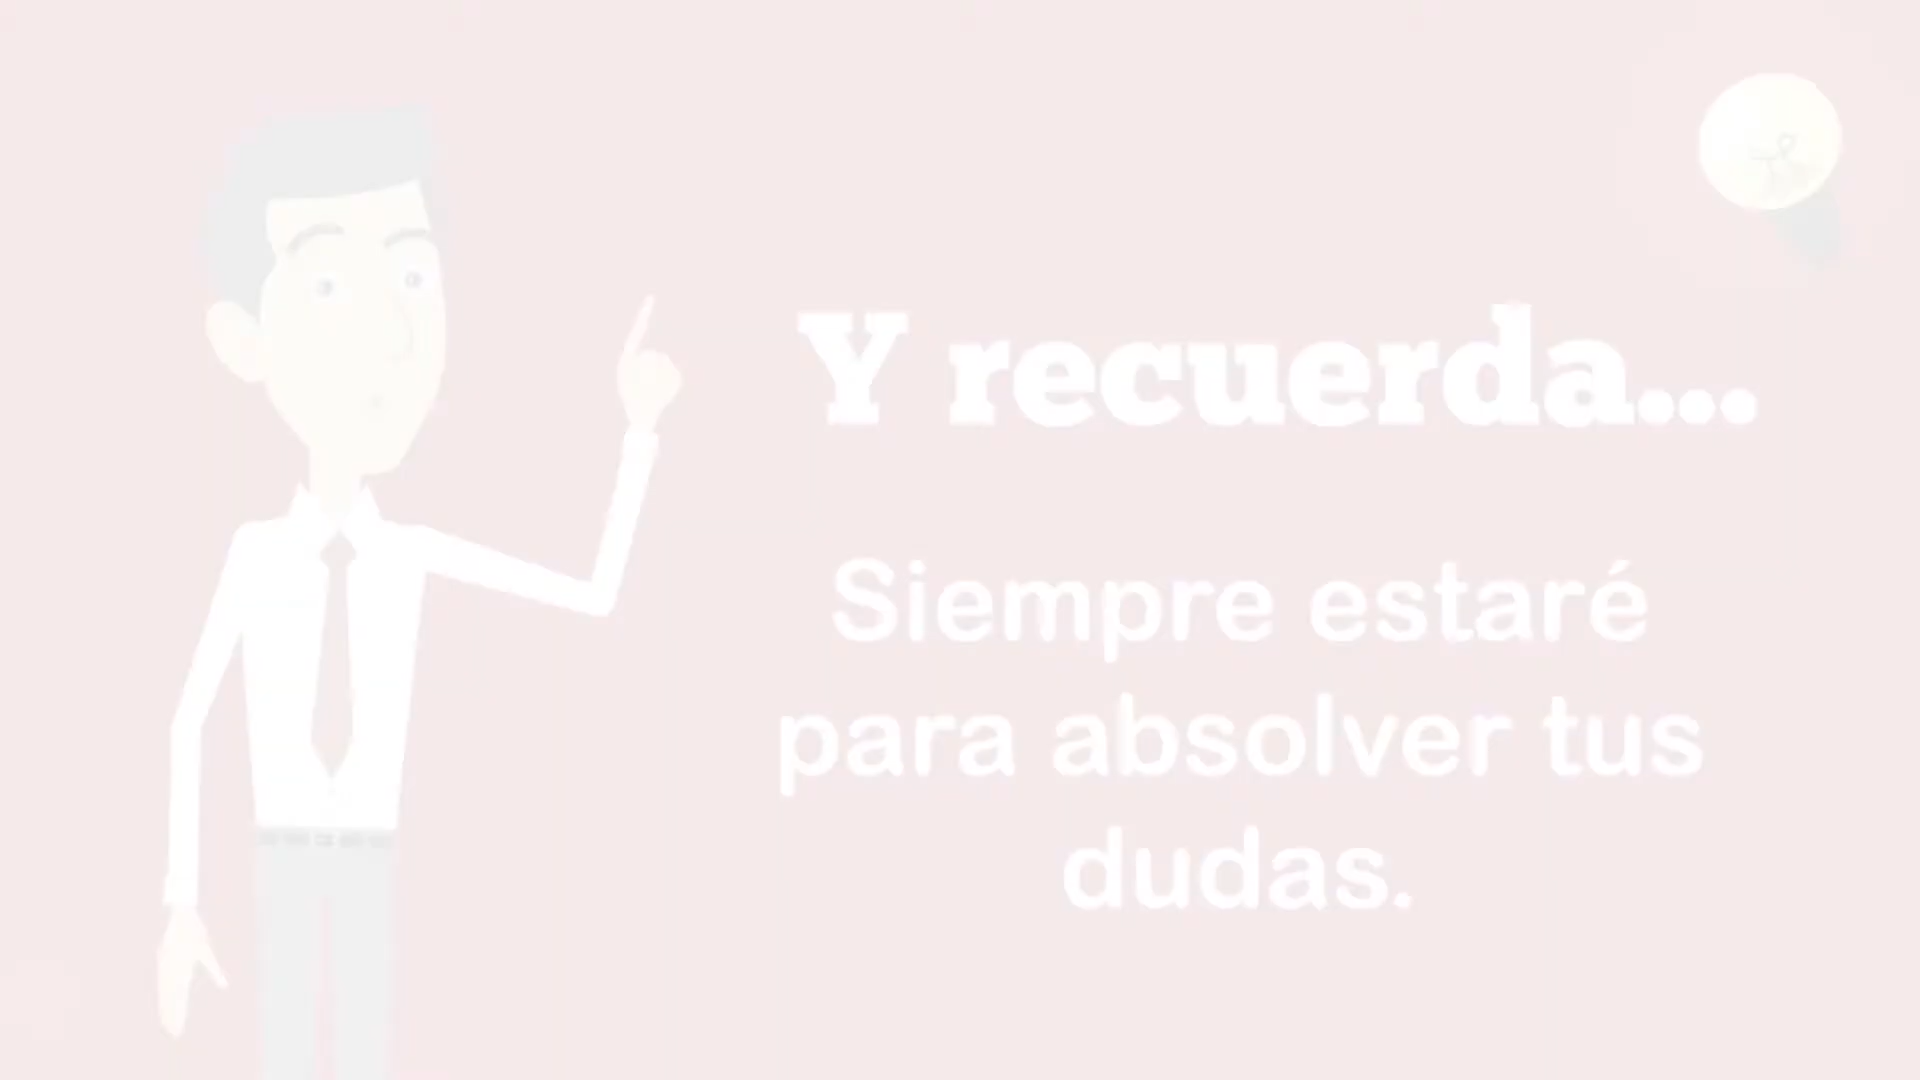 Y recuerda...
Siempre estaré
para absolver tus
dudas.